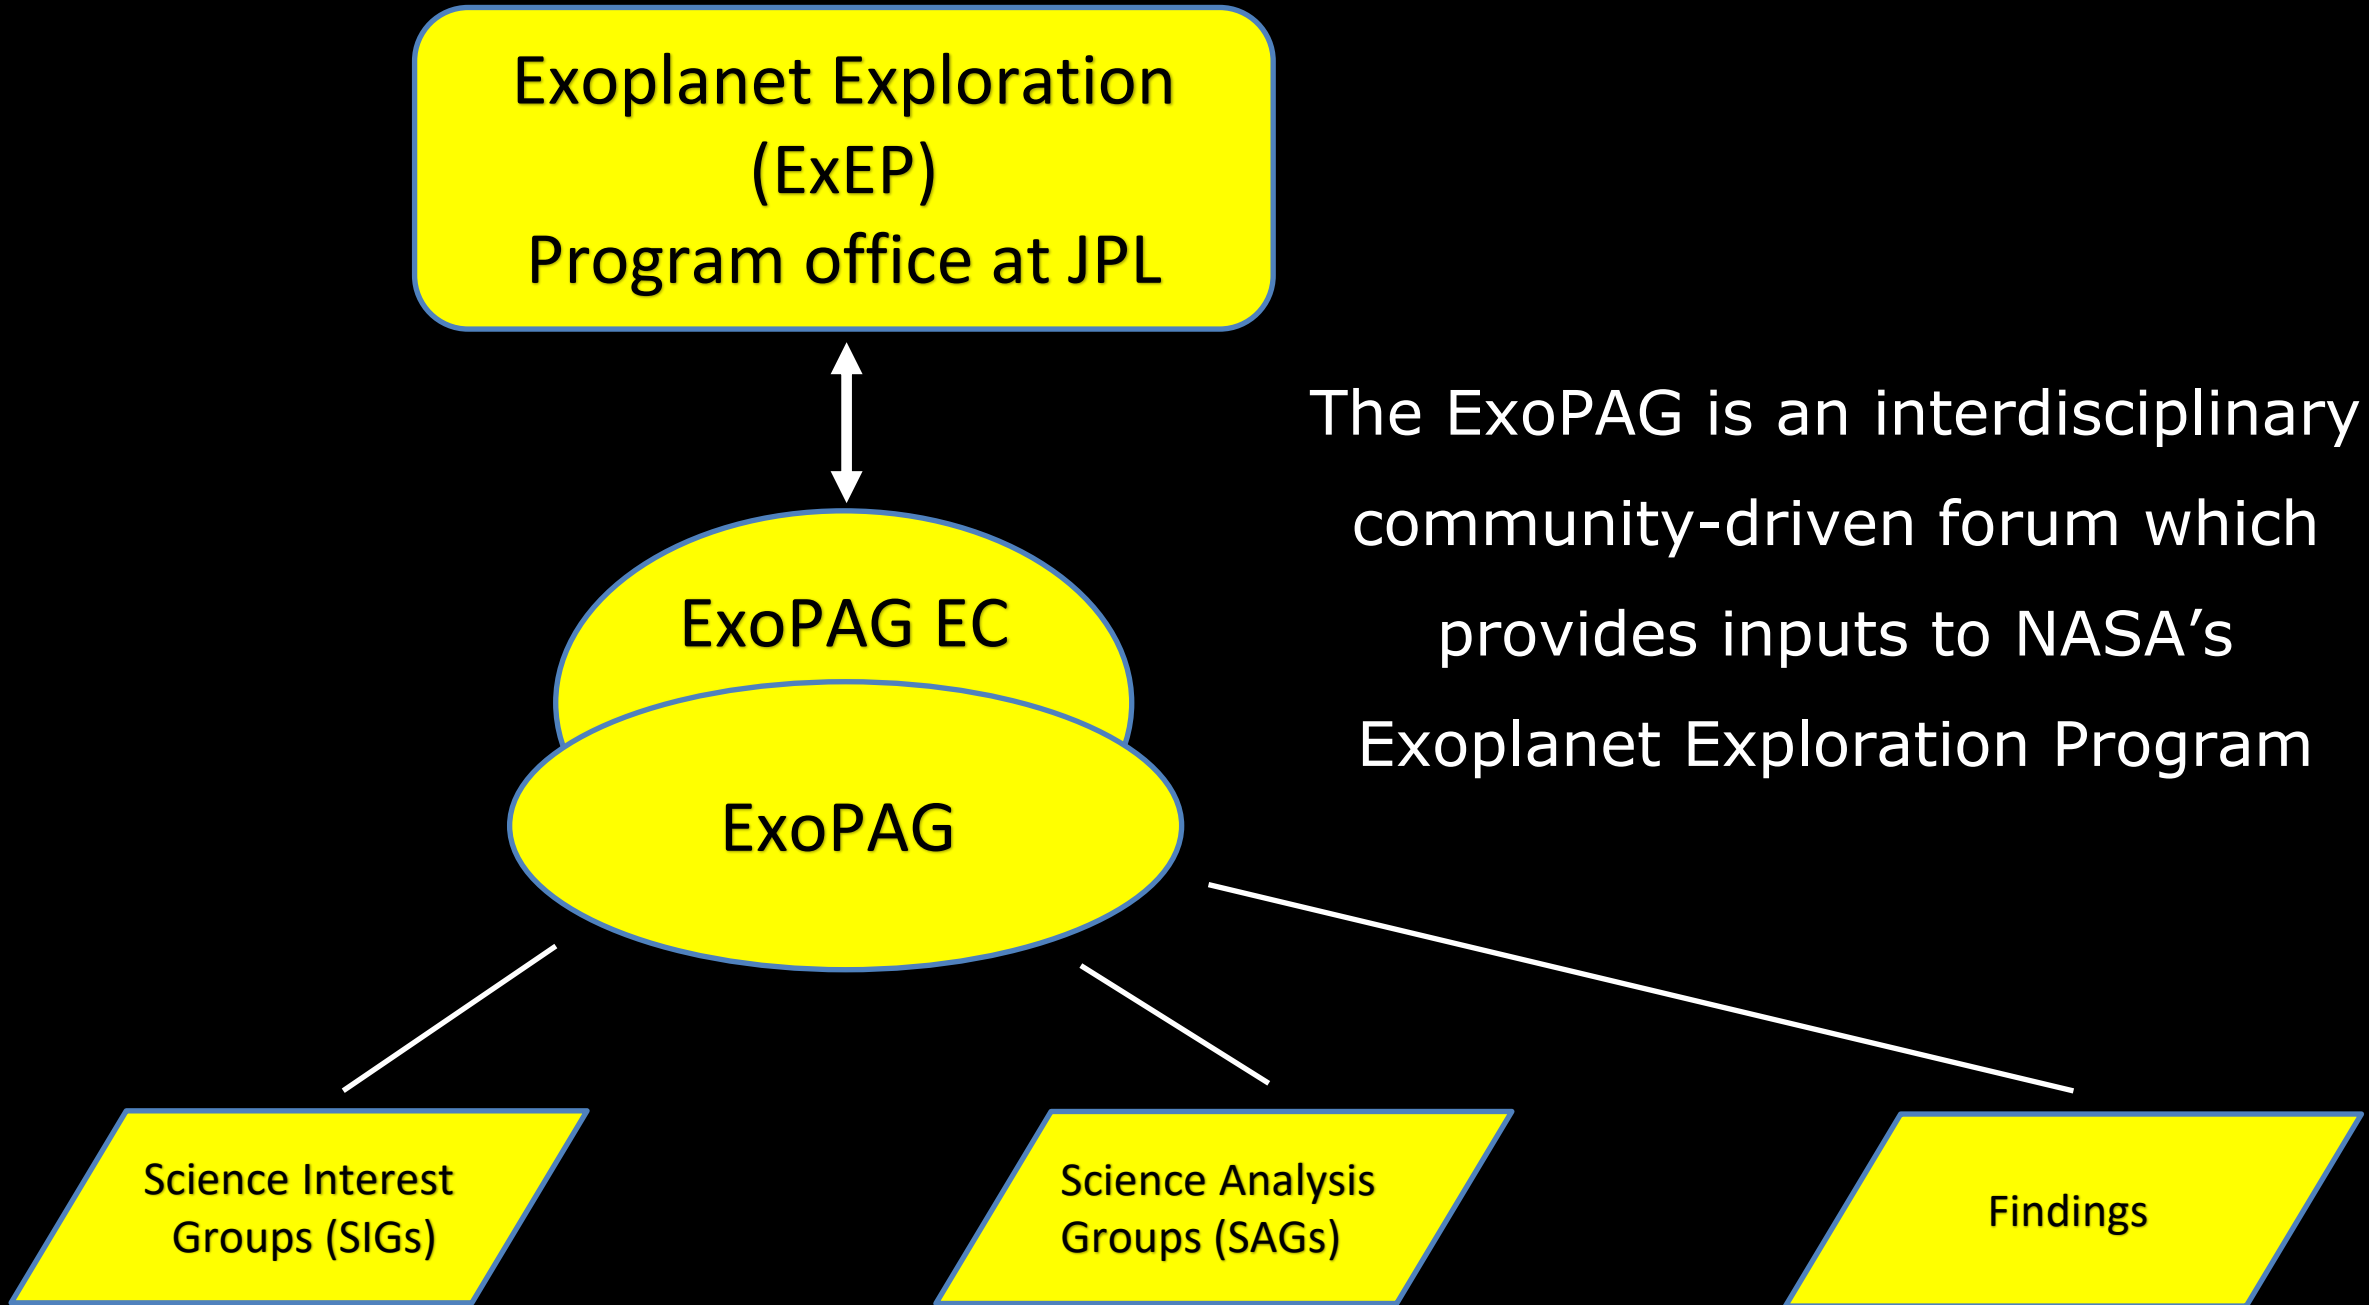 Exoplanet Exploration
(ExEP)
Program office at JPL
The ExoPAG is an interdisciplinary
community-driven forum which
provides inputs to NASA’s
Exoplanet Exploration Program
ExoPAG EC
ExoPAG
Science Interest
Groups (SIGs)
Science Analysis
Groups (SAGs)
Findings